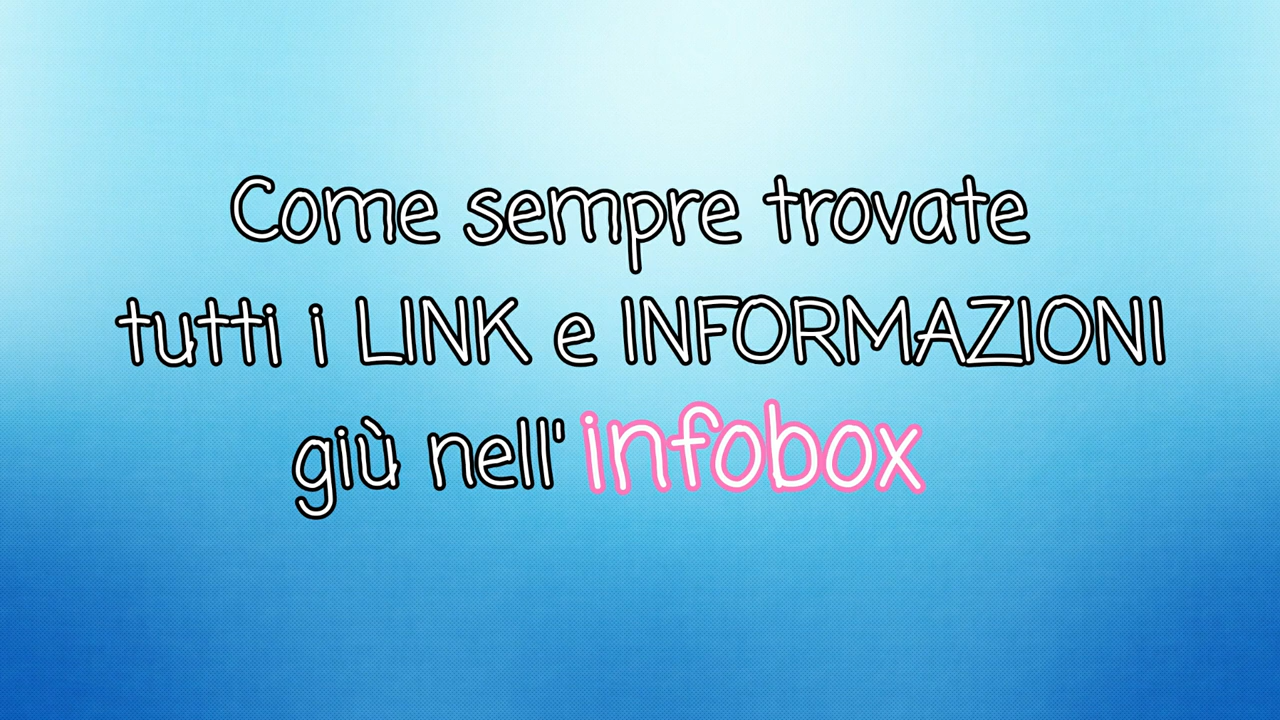 Come sempre trovate
tutti i LINK e INFORMAZIONI
giù nell' infobox